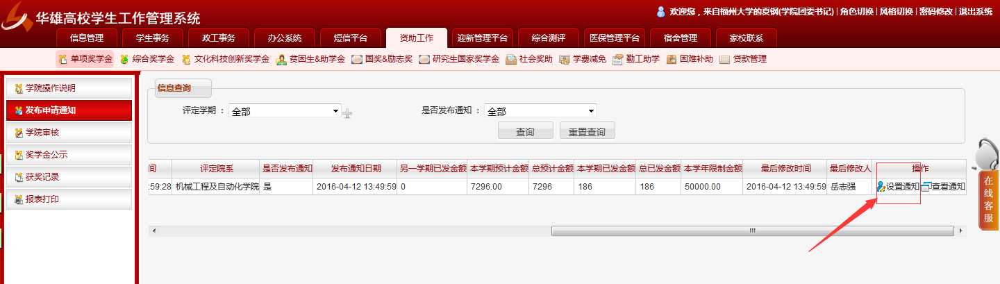 华雄高校学生工作管理系统
欢迎您，来自福州大学的夏钢(学院团委书记) | 角色切换 | 风格切换 | 密码修改 | 退出系统
信息管理 学生事务 政工事务 办公系统 短信平台 资助工作 迎新管理平台 综合测评 医保管理平台 宿舍管理 家校联系
单项奖学金 综合奖学金 文化科技创新奖学金 贫困生&助学金 国奖&励志奖 研究生国家奖学金 社会奖助 学费减免 勤工助学 困难补助 贷款管理
学院操作说明
发布申请通知
学院审核
奖学金公示
获奖记录
报表打印
信息查询
评定学期 ： 全部 是否发布通知 ： 全部
查询 重置查询
间 评定院系 是否发布通知 发布通知日期 另一学期已发金额 本学期预计金额 总预计金额 本学期已发金额 总已发金额 本学年限制金额 最后修改时间 最后修改人 操作
:59:28 机械工程及自动化学院 是 2016-04-12 13:49:59 0 7296.00 7296 186 186 50000.00 2016-04-12 13:49:59 岳志强 设置通知 查看通知
在线客服